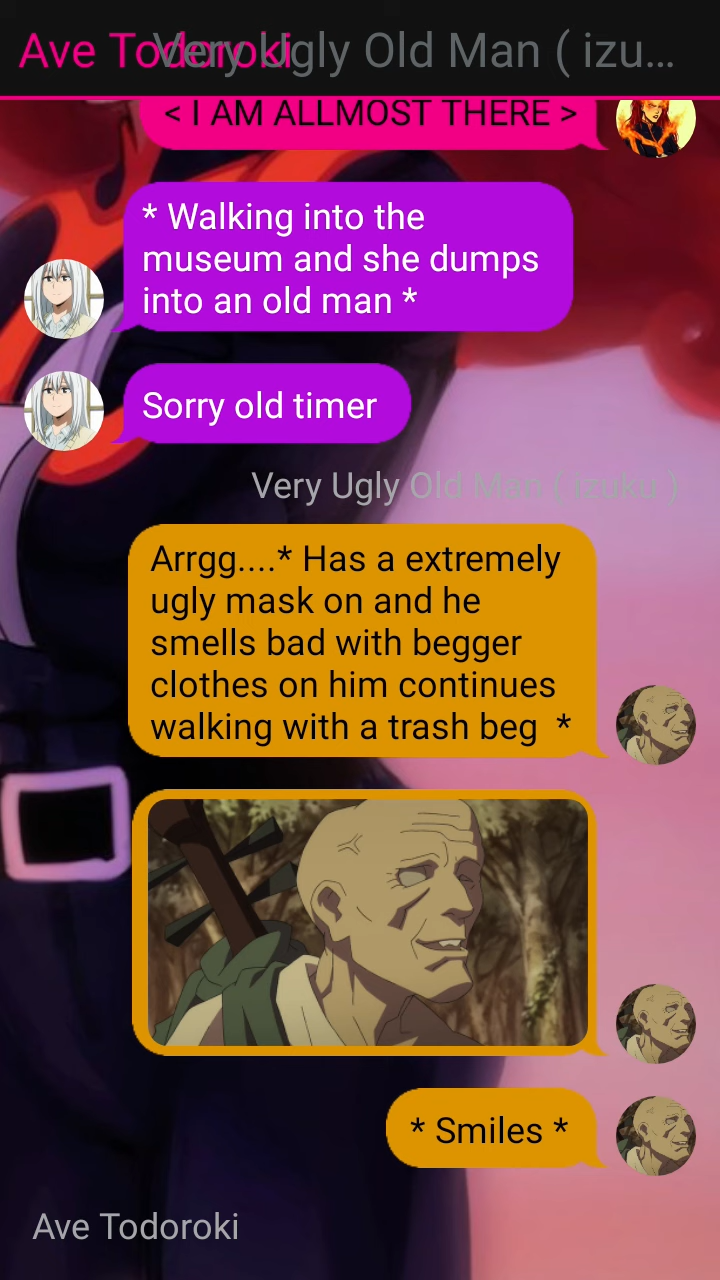 Ave Todoroki
Very Ugly Old Man ( izu...
< I AM ALLMOST THERE >
* Walking into the
museum and she dumps
into an old man *
Sorry old timer
Very Ugly Old Man ( izuku )
Arrgg....* Has a extremely
ugly mask on and he
smells bad with begger
clothes on him continues
walking with a trash beg *
* Smiles *
Ave Todoroki